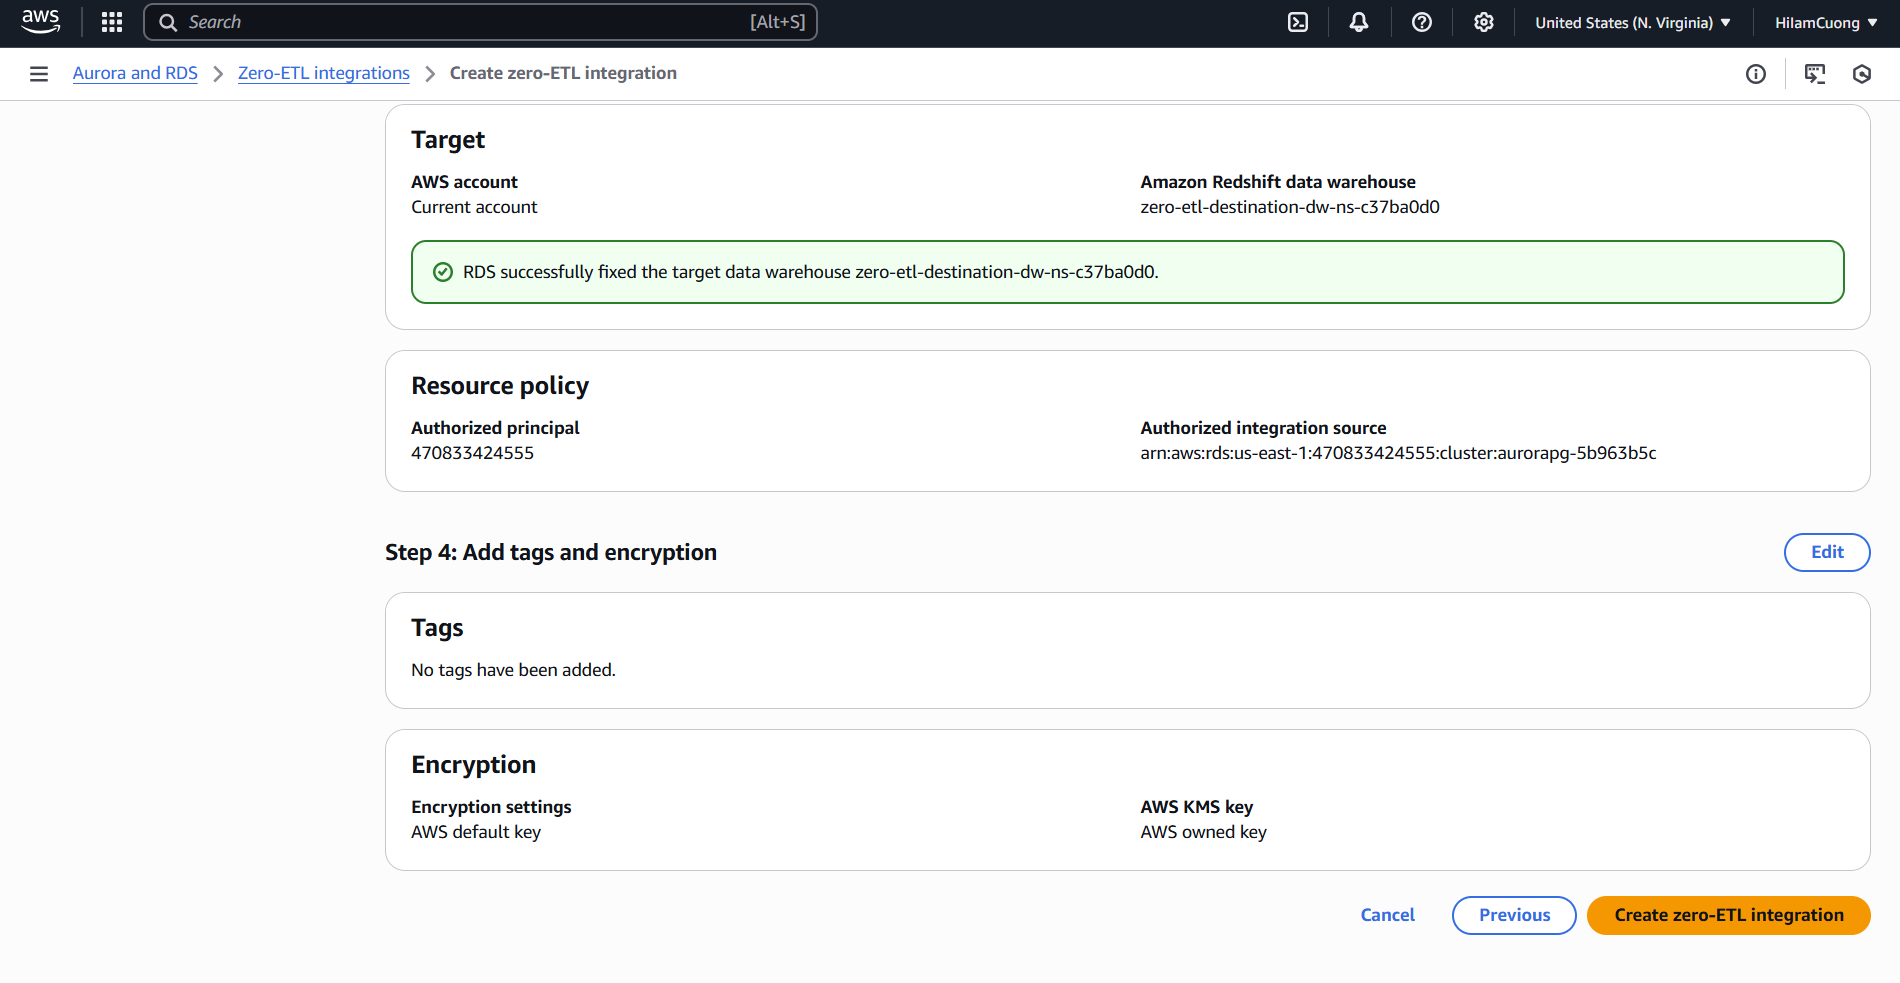 aws
Search
[Alt+S]
United States (N. Virginia)
HilamCuong
Aurora and RDS
Zero-ETL integrations
Create zero-ETL integration
Target
AWS account
Current account
Amazon Redshift data warehouse
zero-etl-destination-dw-ns-c37ba0d0
RDS successfully fixed the target data warehouse zero-etl-destination-dw-ns-c37ba0d0.
Resource policy
Authorized principal
470833424555
Authorized integration source
arn:aws:rds:us-east-1:470833424555:cluster:aurorapg-5b963b5c
Step 4: Add tags and encryption
Edit
Tags
No tags have been added.
Encryption
Encryption settings
AWS default key
AWS KMS key
AWS owned key
Cancel
Previous
Create zero-ETL integration